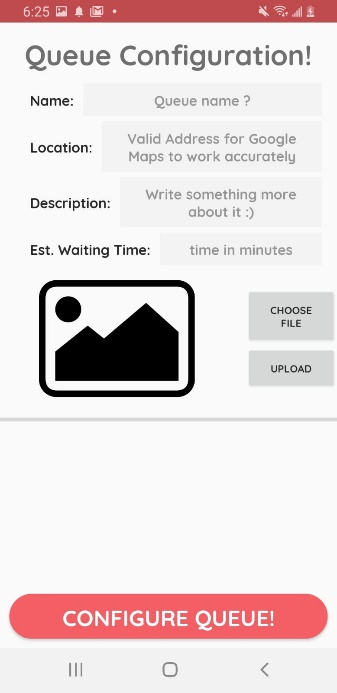 6:25
Queue Configuration!
Name: Queue name ?
Location: Valid Address for Google
Maps to work accurately
Description: Write something more
about it :)
Est. Waiting Time: time in minutes
CHOOSE
FILE
UPLOAD
CONFIGURE QUEUE!